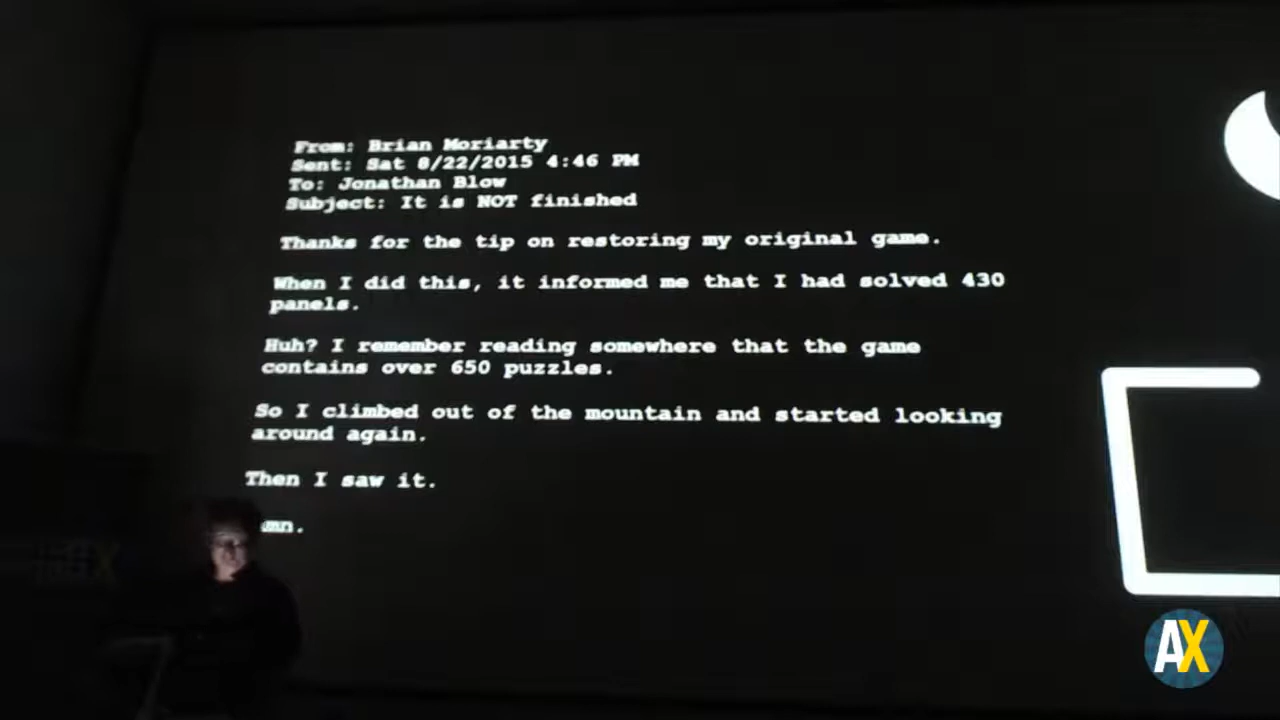 From: Brian Moriarty
Sent: Sat 8/22/2015 4:46 PM
To: Jonathan Blow
Subject: It is NOT finished
Thanks for the tip on restoring my original game.
When I did this, it informed me that I had solved 430
panels.
Huh? I remember reading somewhere that the game
contains over 650 puzzles.
So I climbed out of the mountain and started looking
around again.
Then I saw it.
mn.
AX